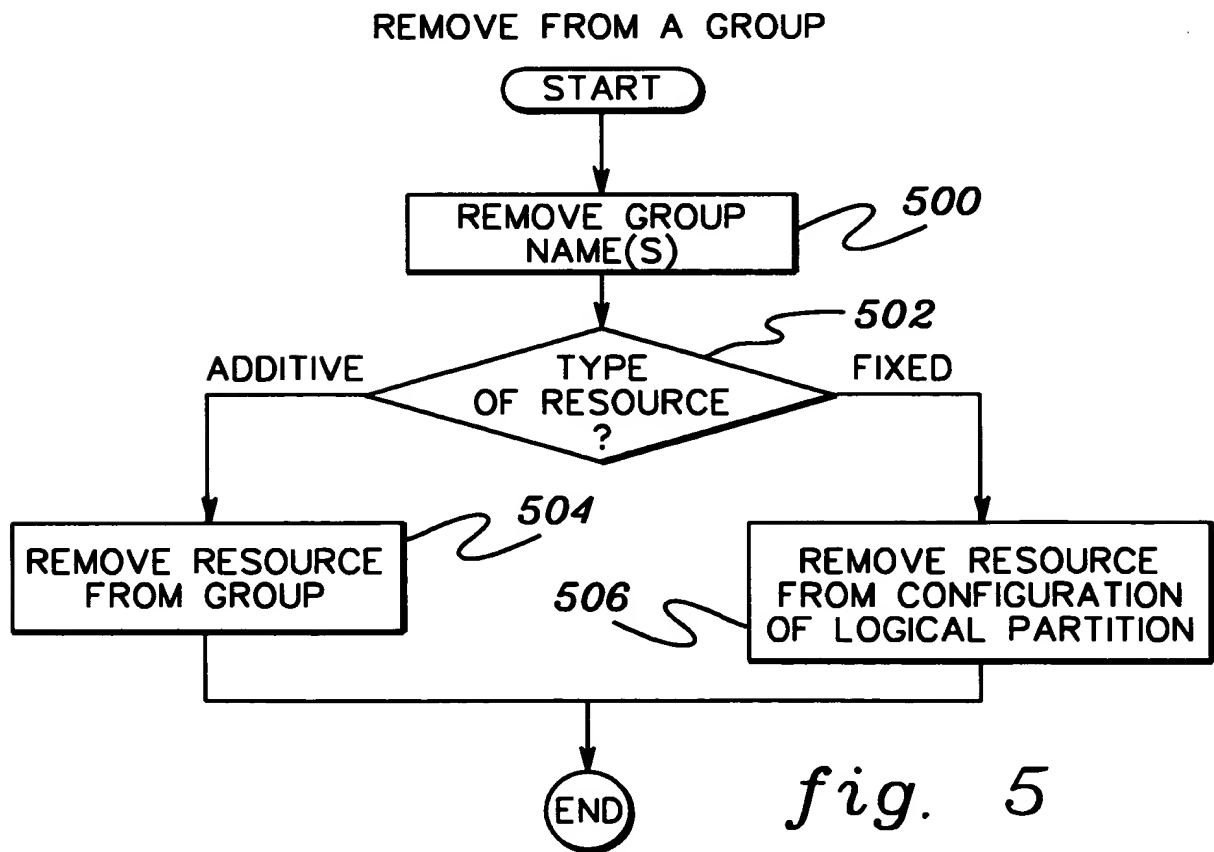 REMOVE FROM A GROUP
START
REMOVE GROUP
NAME(S)
500
502
ADDITIVE
TYPE
OF RESOURCE
?
FIXED
504
REMOVE RESOURCE
FROM GROUP
506
REMOVE RESOURCE
FROM CONFIGURATION
OF LOGICAL PARTITION
END
fig. 5